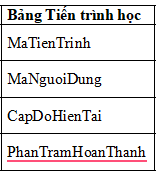 Bảng Tiến trình học
MaTienTrinh
MaNguoiDung
CapDoHienTai
PhanTramHoanThanh